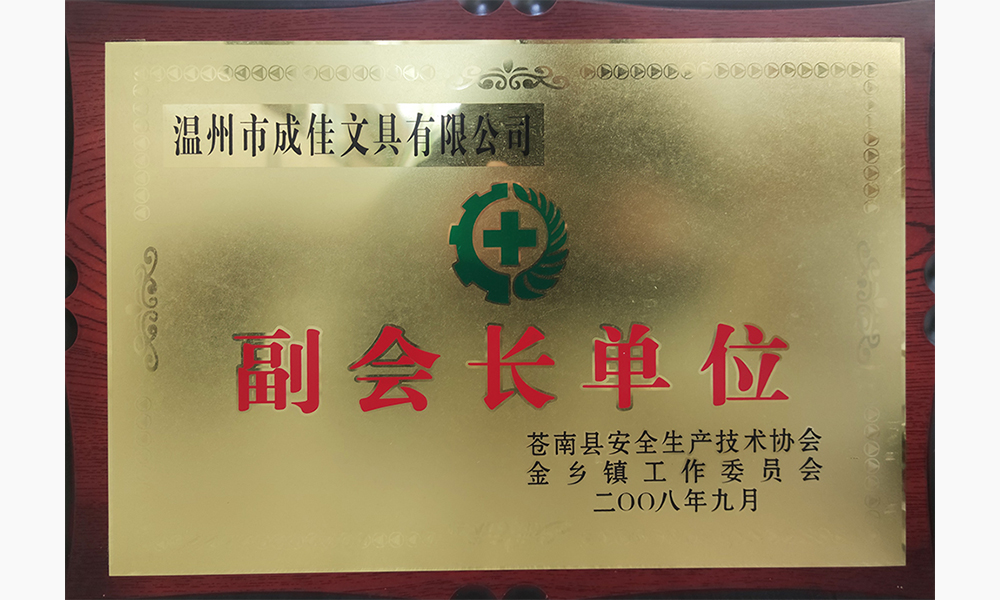 温州市成佳文具有限公司
副会长单位
苍南县安全生产技术协会
金乡镇工作委员会
二〇〇八年九月